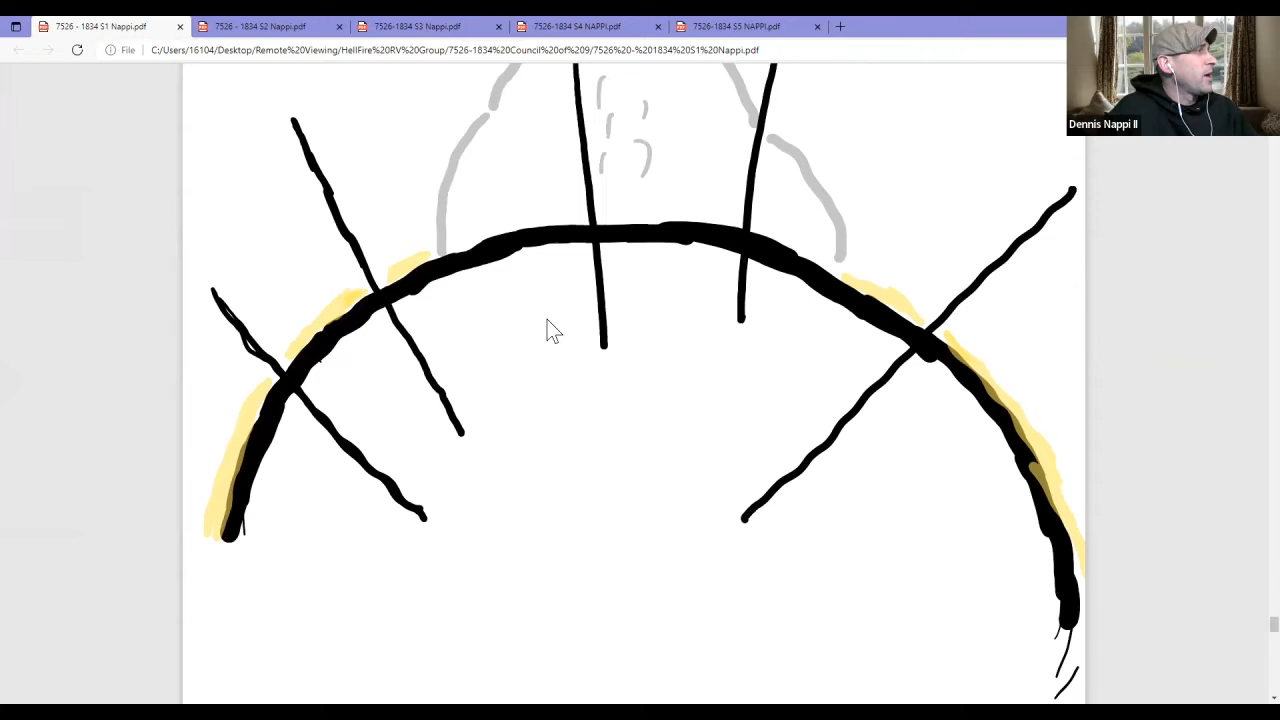 7526 - 1834 S1 Nappi.pdf
7526 - 1834 S2 Nappi.pdf
7526-1834 S3 Nappi.pdf
7526-1834 S4 NAPPI.pdf
7526-1834 S5 NAPPI.pdf
File C:/Users/16104/Desktop/Remote%20Viewing/HellFire%20RV%20Group/7526-1834%20Council%20of%209/7526%20-%201834%20S1%20Nappi.pdf
Dennis Nappi II